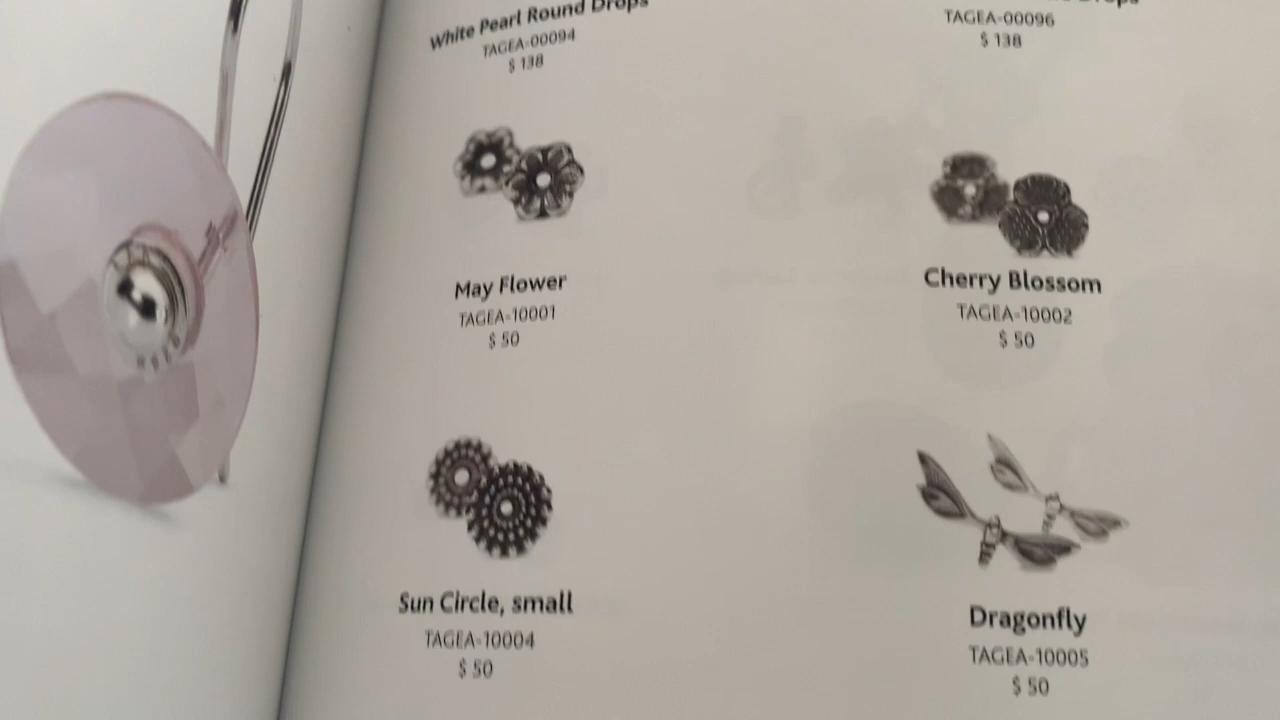 White Pearl Round Drops
TAGEA-00094
$ 138
Drops
TAGEA-00096
$ 138
May Flower
TAGEA-10001
$ 50
Cherry Blossom
TAGEA-10002
$ 50
Sun Circle, small
TAGEA-10004
$ 50
Dragonfly
TAGEA-10005
$ 50